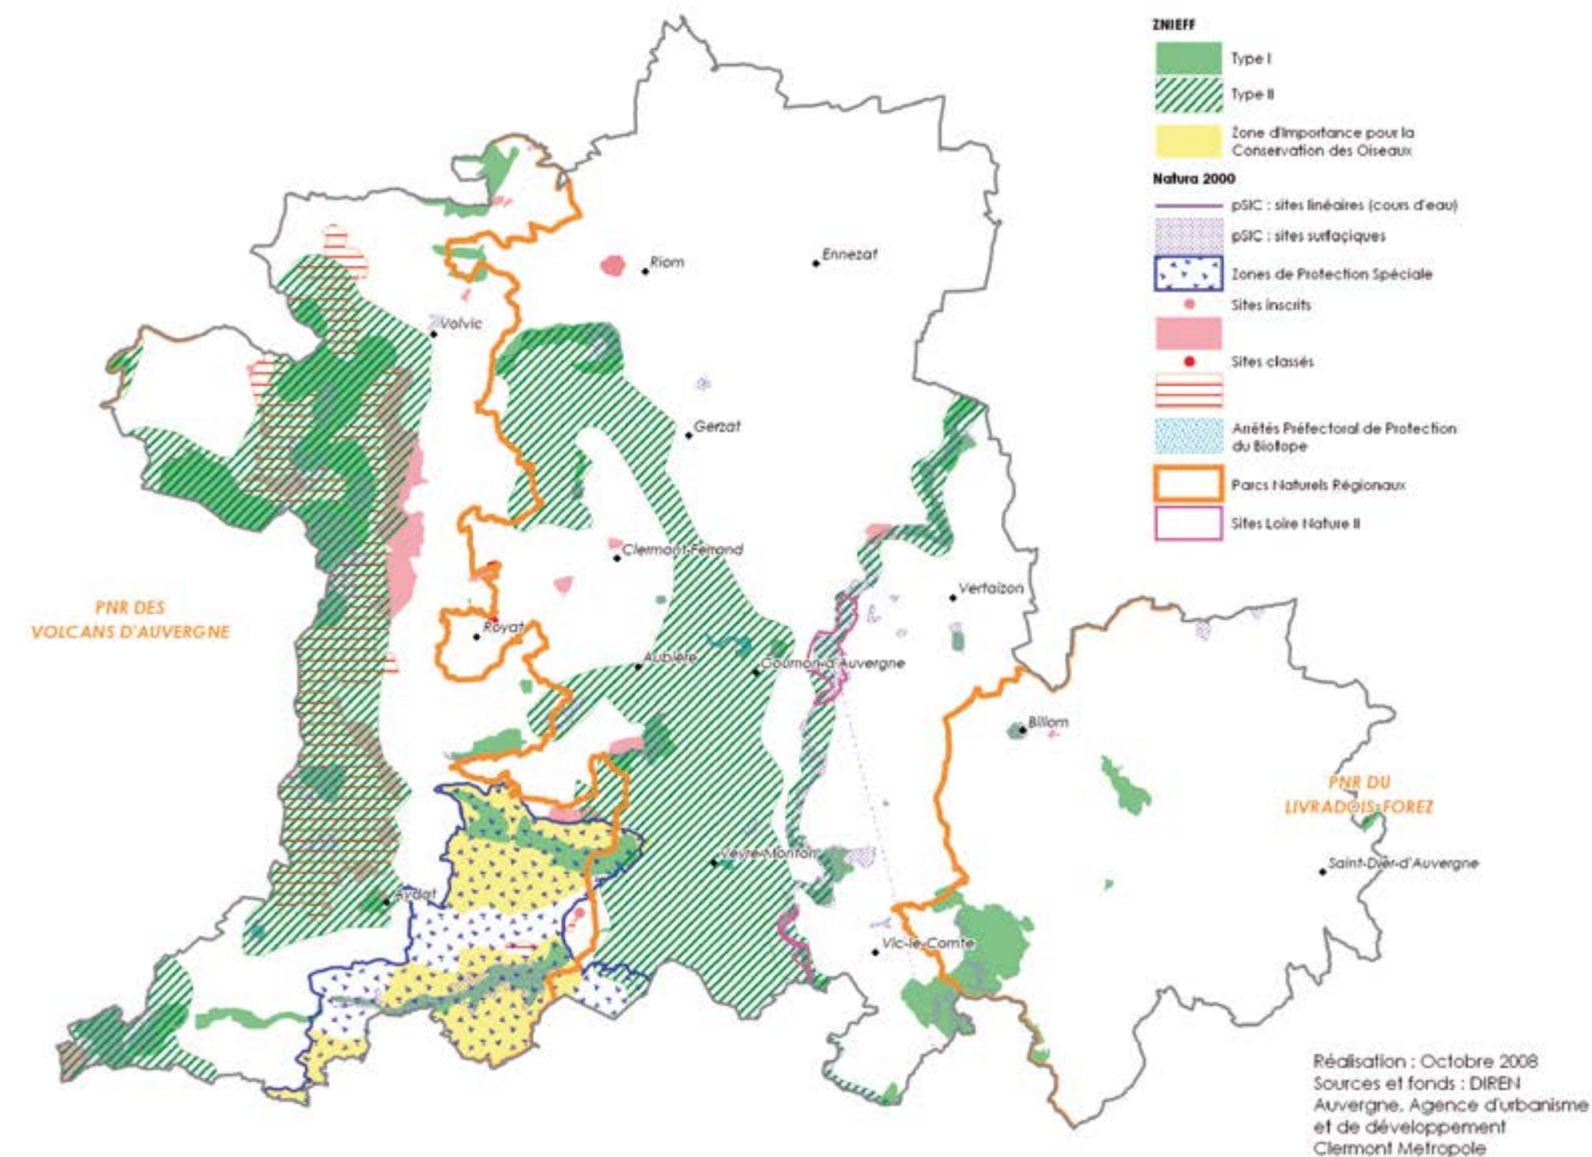 ZNIEFF
Type I
Type II
Zone d'Importance pour la
Conservation des Oiseaux
Natura 2000
pSIC : sites linéaires (cours d'eau)
pSIC : sites surfaçiques
Zones de Protection Spéciale
Sites inscrits
Sites classés
Arrêtés Préfectoral de Protection
du Biotope
Parcs Naturels Régionaux
Sites Loire Nature II
Riom
Ennezat
Volvic
Gerzat
Clermont-Ferrand
Vertaizon
PNR DES
VOLCANS D'AUVERGNE
Royat
Aubière
Cournon-d'Auvergne
Billom
PNR DU
LIVRADOIS-FOREZ
Veyre-Monton
Saint-Dier-d'Auvergne
Aydat
Vic-le-Comte
Réalisation : Octobre 2008
Sources et fonds : DIREN
Auvergne, Agence d'urbanisme
et de développement
Clermont Metropole